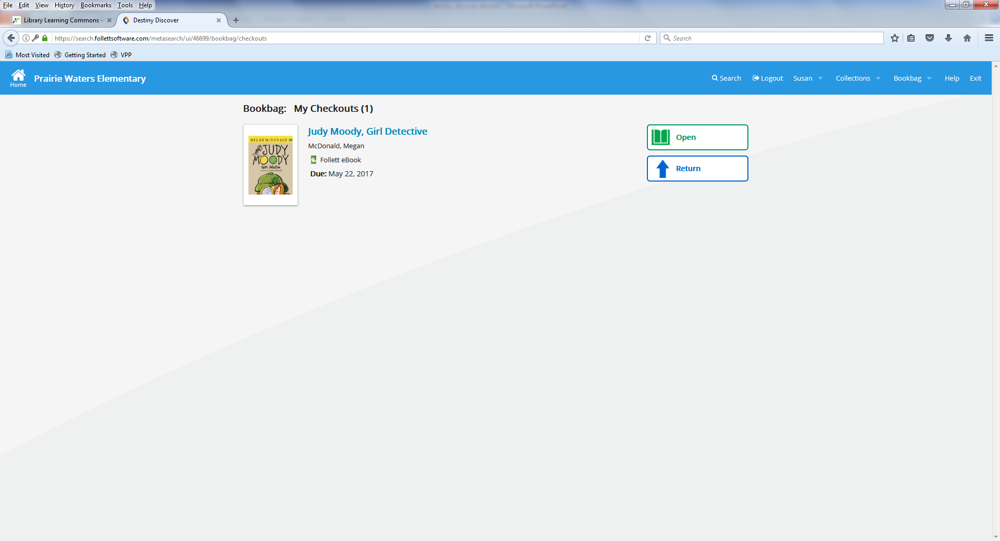 File Edit View History Bookmarks Tools Help
Library Learning Commons -
Destiny Discover
https://search.follettsoftware.com/metasearch/ui/46699/bookbag/checkouts
Search
Most Visited Getting Started VPP
Home
Prairie Waters Elementary
Search Logout Susan Collections Bookbag Help Exit
Bookbag: My Checkouts (1)
MEGAN McDONALD
JUDY
MOODY
Girl Detective
Judy Moody, Girl Detective
McDonald, Megan
Follett eBook
Due: May 22, 2017
Open
Return